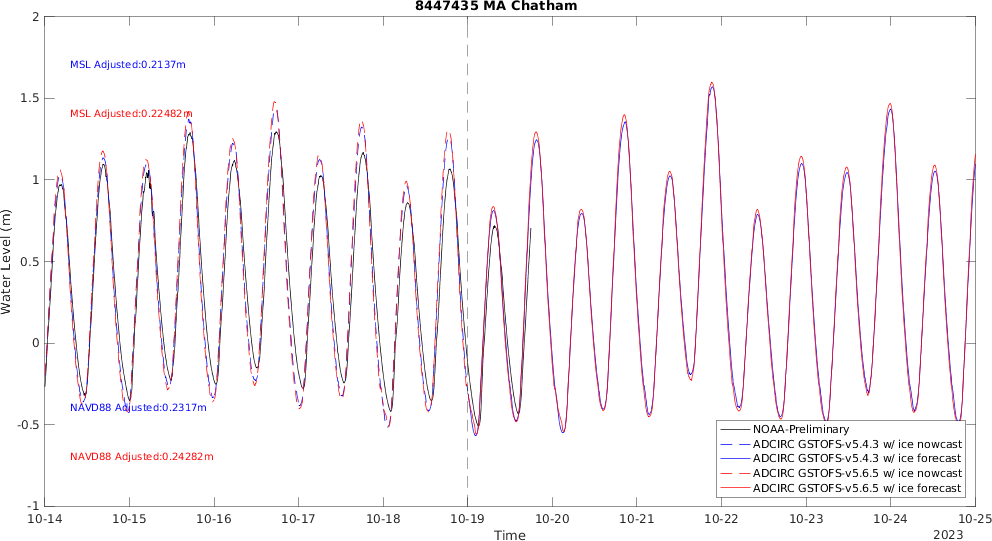 8447435 MA Chatham
2
1.5
1
0.5
0
-0.5
-1
Water Level (m)
MSL Adjusted:0.2137m
MSL Adjusted:0.22482m
NAVD88 Adjusted:0.2317m
NAVD88 Adjusted:0.24282m
NOAA-Preliminary
ADCIRC GSTOFS-v5.4.3 w/ ice nowcast
ADCIRC GSTOFS-v5.4.3 w/ ice forecast
ADCIRC GSTOFS-v5.6.5 w/ ice nowcast
ADCIRC GSTOFS-v5.6.5 w/ ice forecast
10-14 10-15 10-16 10-17 10-18 10-19 10-20 10-21 10-22 10-23 10-24 10-25
Time
2023